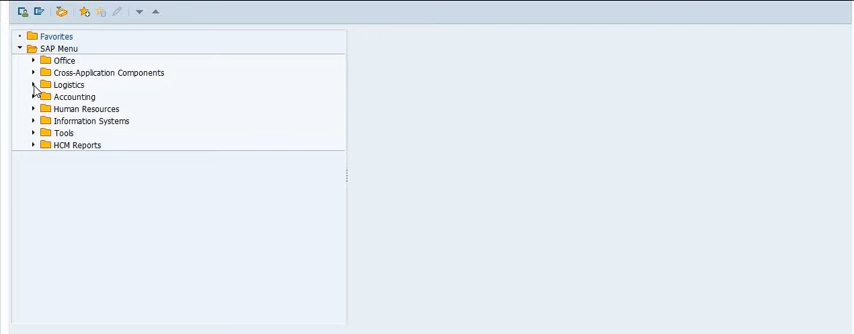 Favorites
SAP Menu
Office
Cross-Application Components
Logistics
Accounting
Human Resources
Information Systems
Tools
HCM Reports